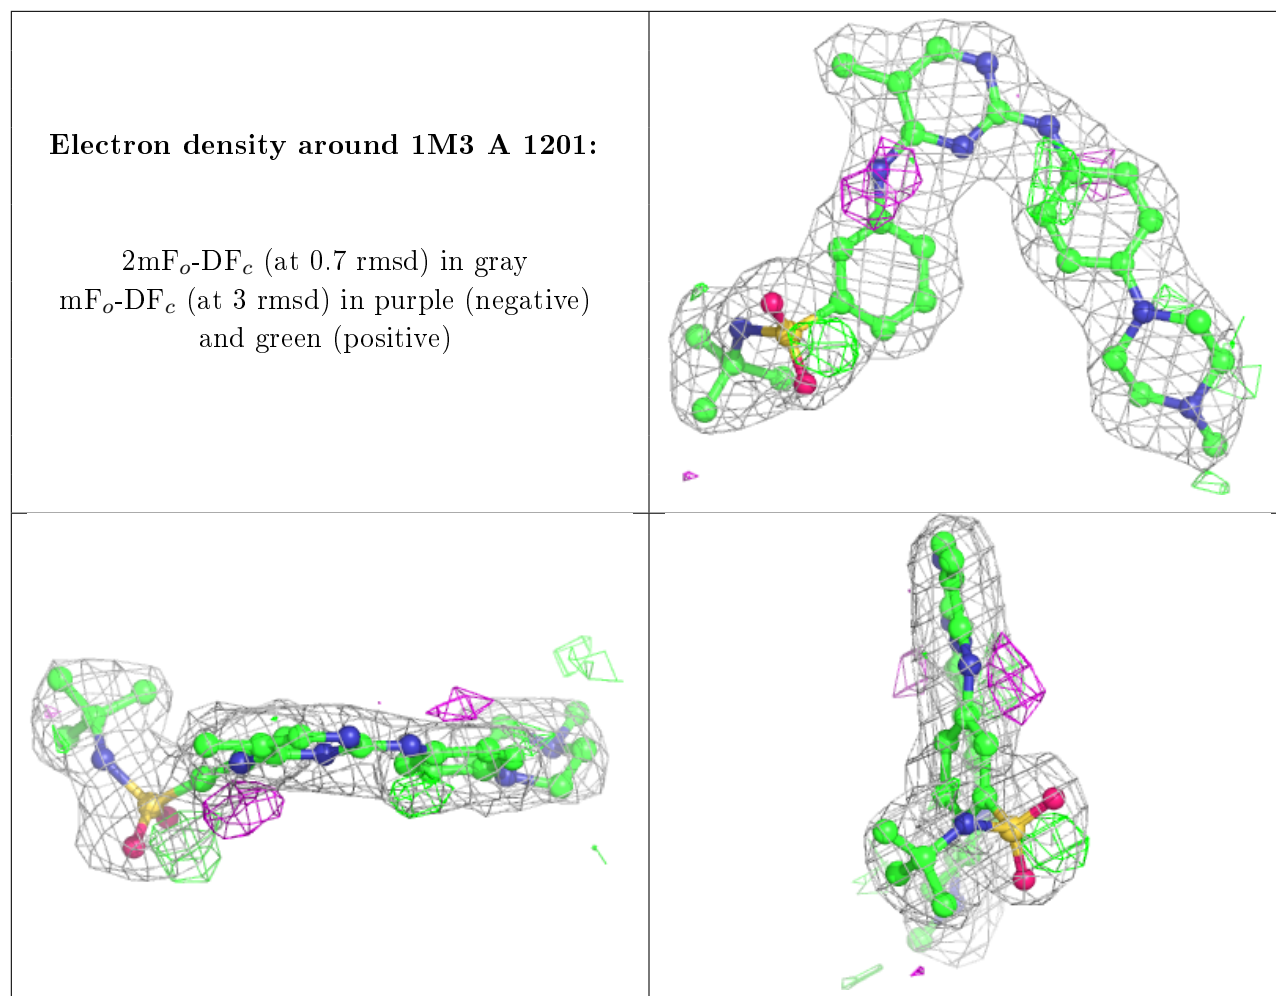 Electron density around 1M3 A 1201:
2mFₒ-DF𝒸 (at 0.7 rmsd) in gray
mFₒ-DF𝒸 (at 3 rmsd) in purple (negative)
and green (positive)